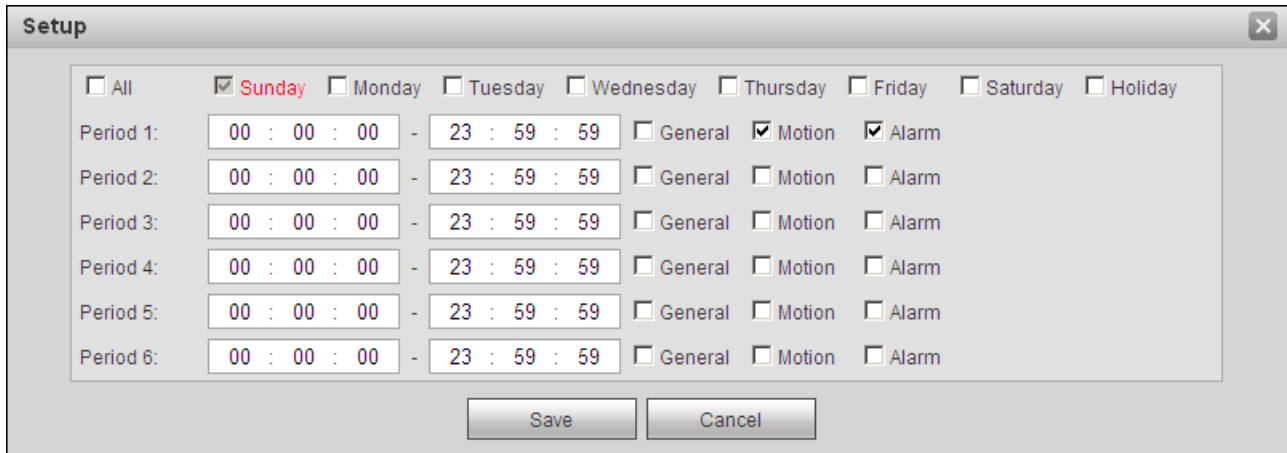 Setup
All Sunday Monday Tuesday Wednesday Thursday Friday Saturday Holiday
Period 1: 00 : 00 : 00 - 23 : 59 : 59 General Motion Alarm
Period 2: 00 : 00 : 00 - 23 : 59 : 59 General Motion Alarm
Period 3: 00 : 00 : 00 - 23 : 59 : 59 General Motion Alarm
Period 4: 00 : 00 : 00 - 23 : 59 : 59 General Motion Alarm
Period 5: 00 : 00 : 00 - 23 : 59 : 59 General Motion Alarm
Period 6: 00 : 00 : 00 - 23 : 59 : 59 General Motion Alarm
Save Cancel